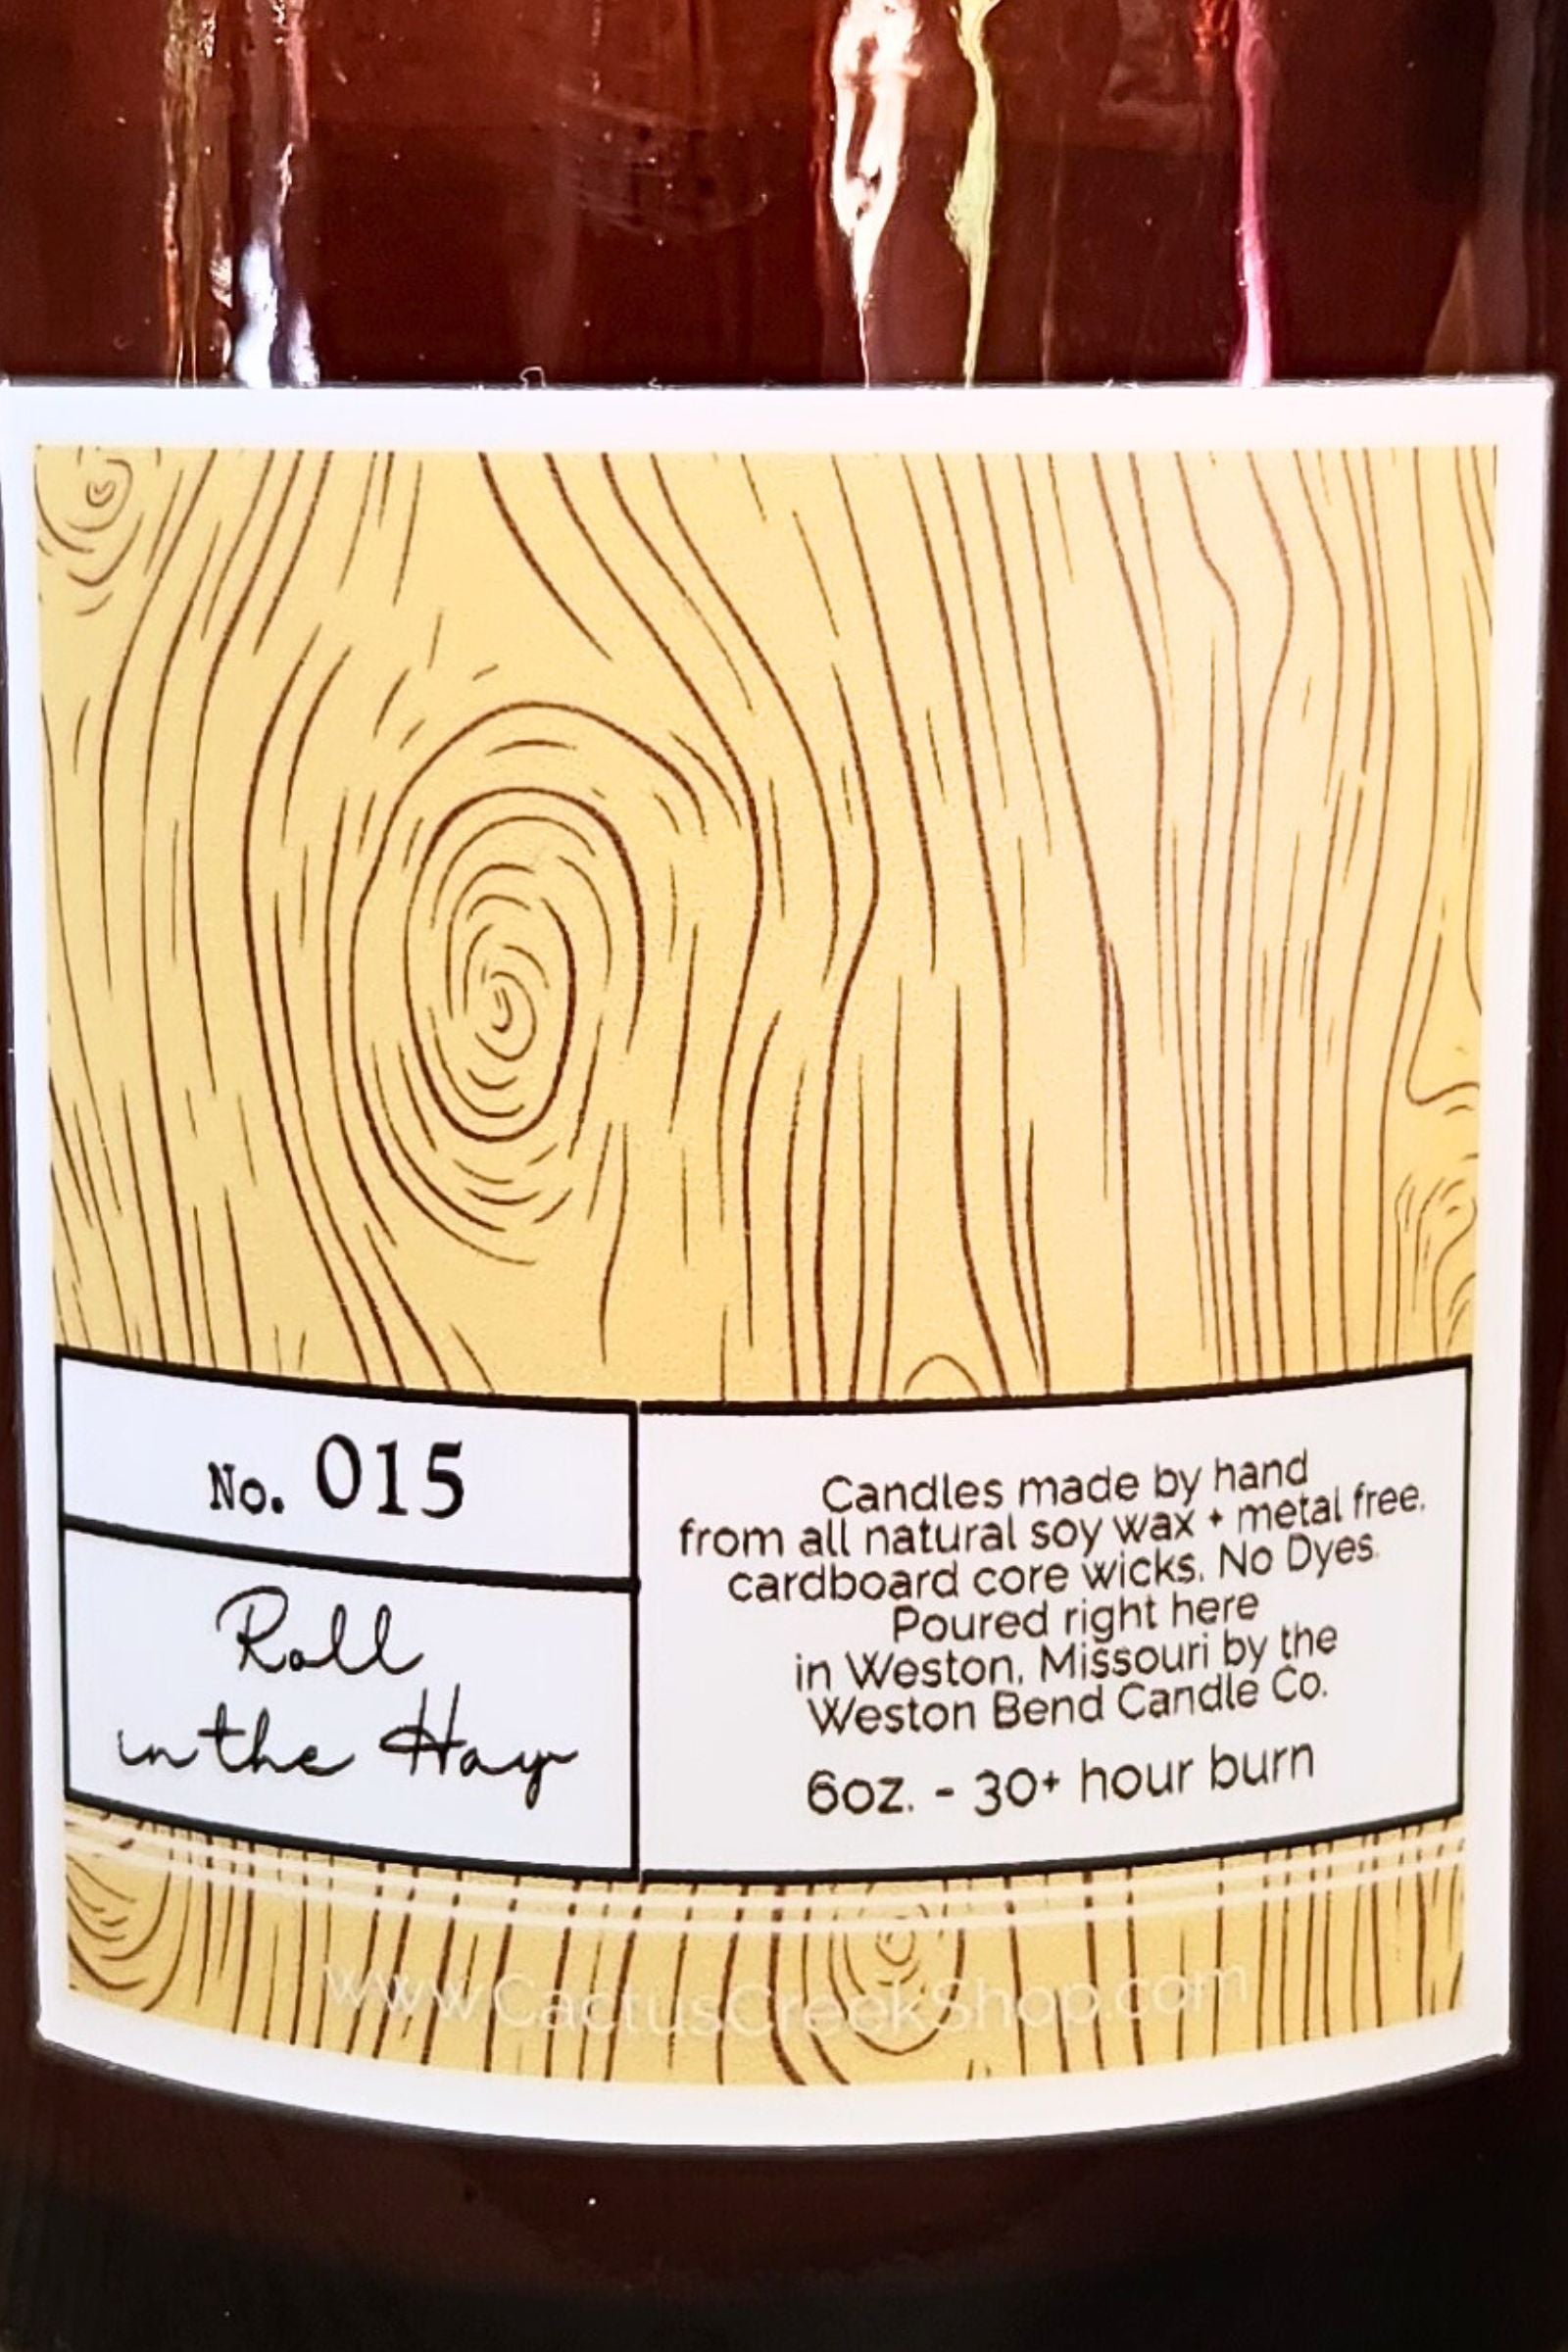 No. 015
Roll
in the Hay
Candles made by hand
from all natural soy wax + metal free,
cardboard core wicks. No Dyes.
Poured right here
in Weston, Missouri by the
Weston Bend Candle Co.
6oz. - 30+ hour burn
www.CactusCreekShop.com